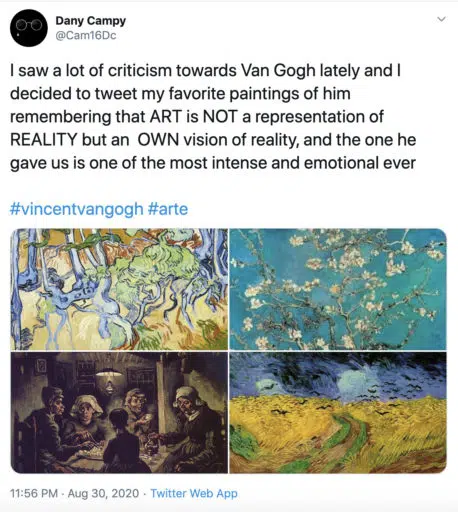 Dany Campy
@Cam16Dc
I saw a lot of criticism towards Van Gogh lately and I
decided to tweet my favorite paintings of him
remembering that ART is NOT a representation of
REALITY but an OWN vision of reality, and the one he
gave us is one of the most intense and emotional ever
#vincentvangogh #arte
11:56 PM · Aug 30, 2020 · Twitter Web App